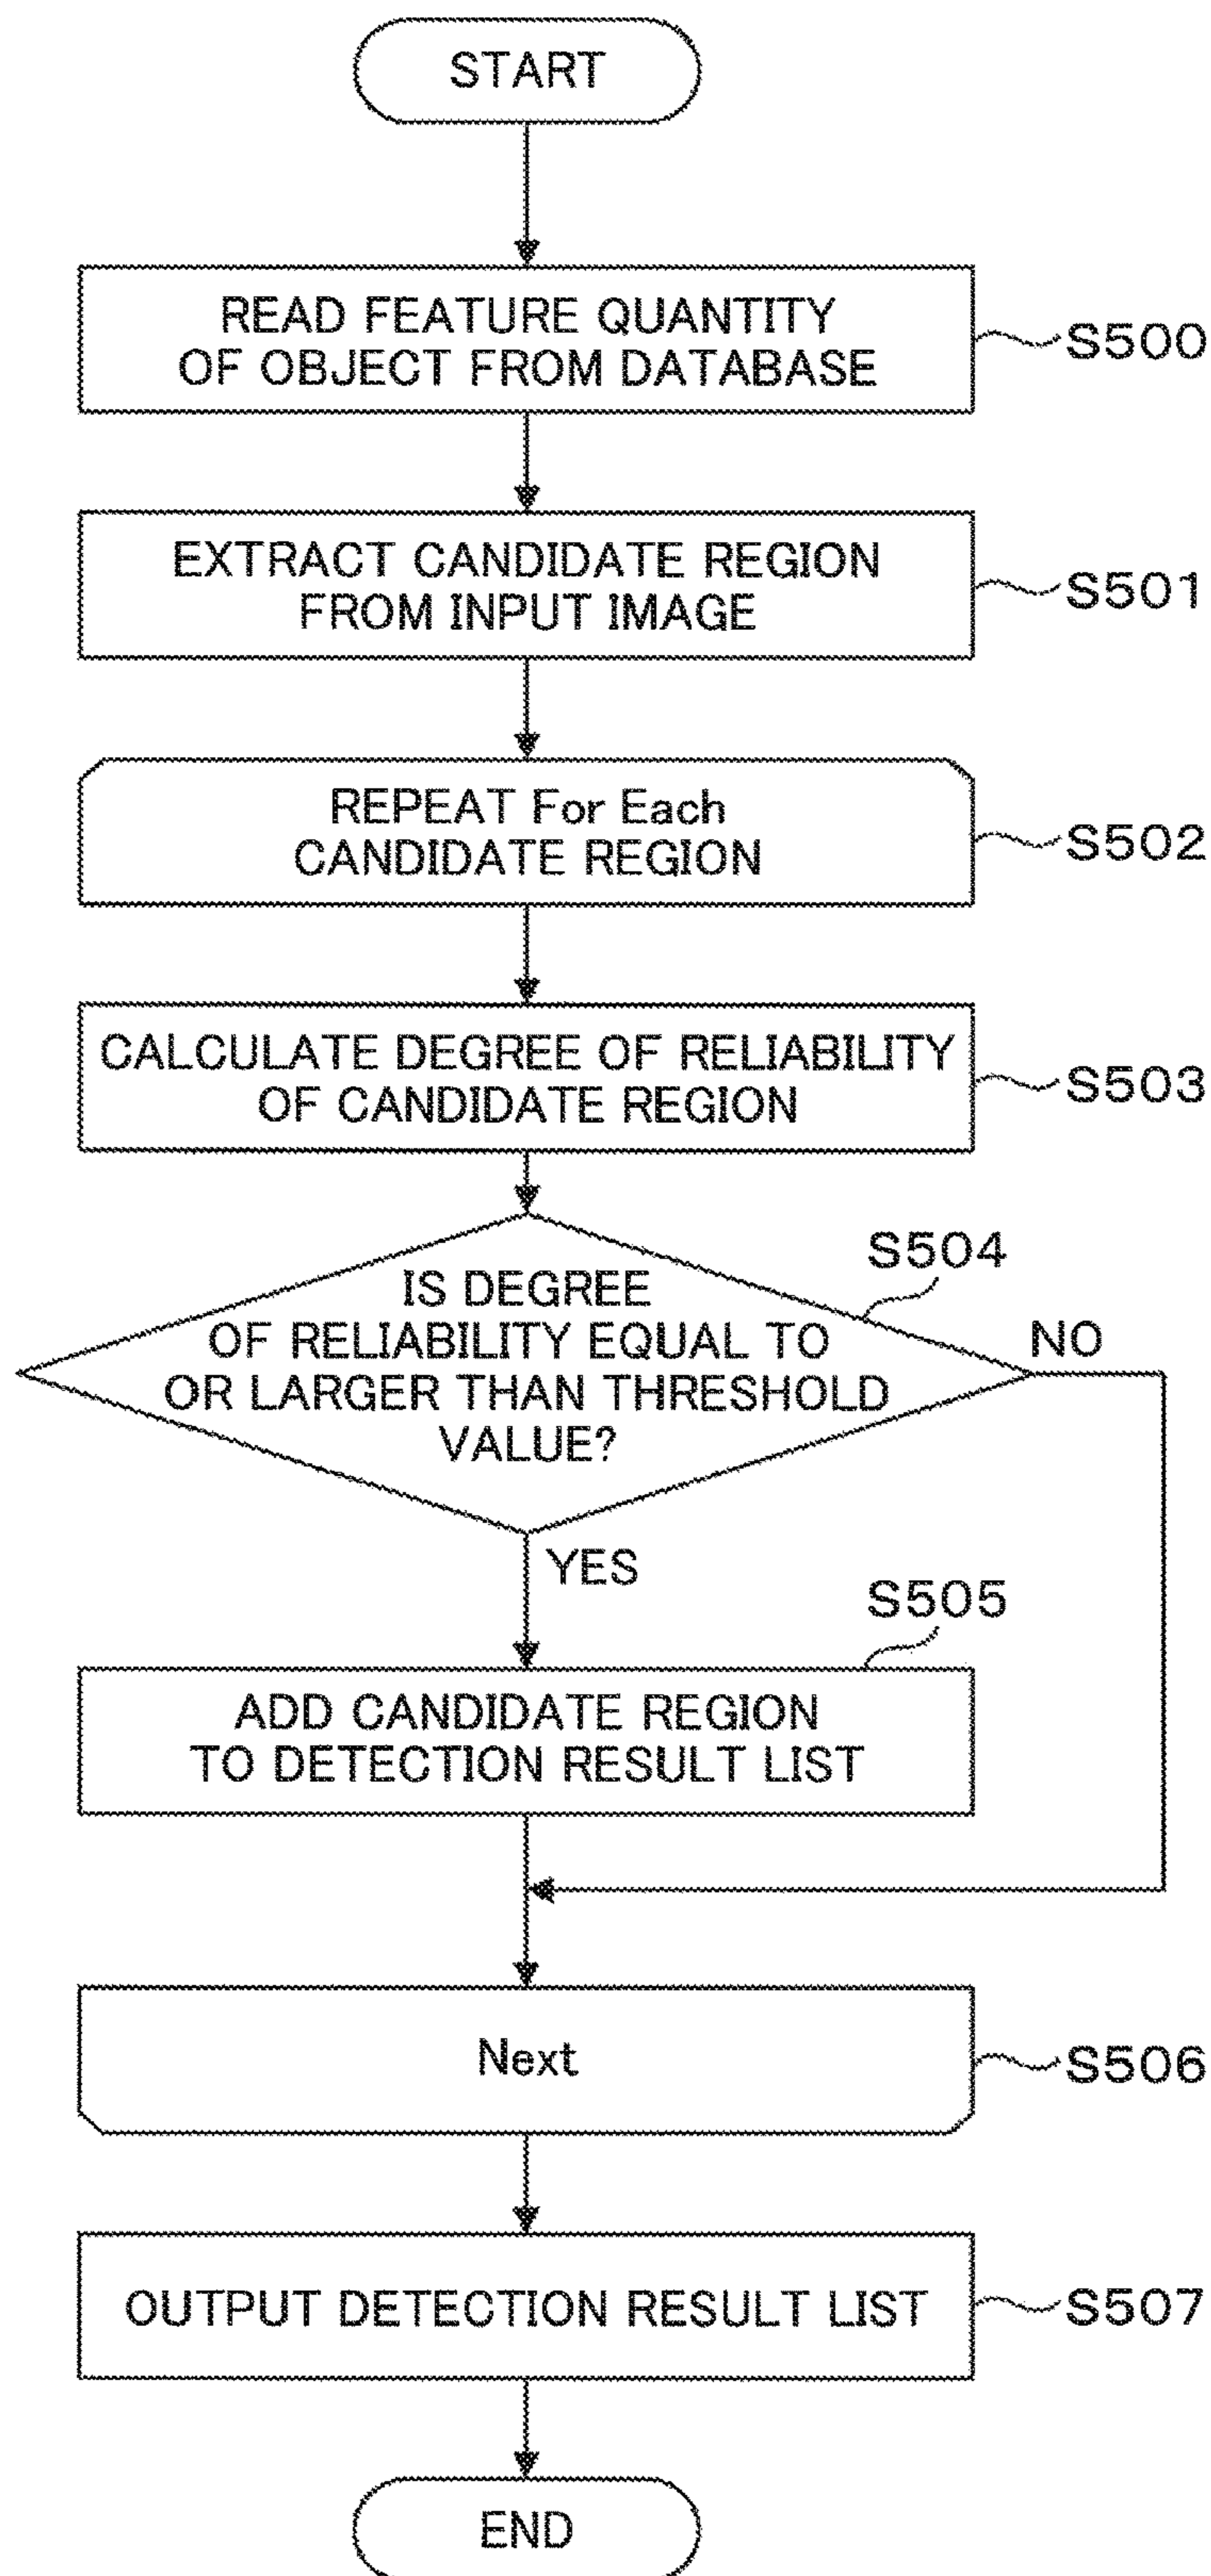 START
READ FEATURE QUANTITY
OF OBJECT FROM DATABASE
S500
EXTRACT CANDIDATE REGION
FROM INPUT IMAGE
S501
REPEAT For Each
CANDIDATE REGION
S502
CALCULATE DEGREE OF RELIABILITY
OF CANDIDATE REGION
S503
S504
IS DEGREE
OF RELIABILITY EQUAL TO
OR LARGER THAN THRESHOLD
VALUE?
NO
YES
S505
ADD CANDIDATE REGION
TO DETECTION RESULT LIST
Next
S506
OUTPUT DETECTION RESULT LIST
S507
END